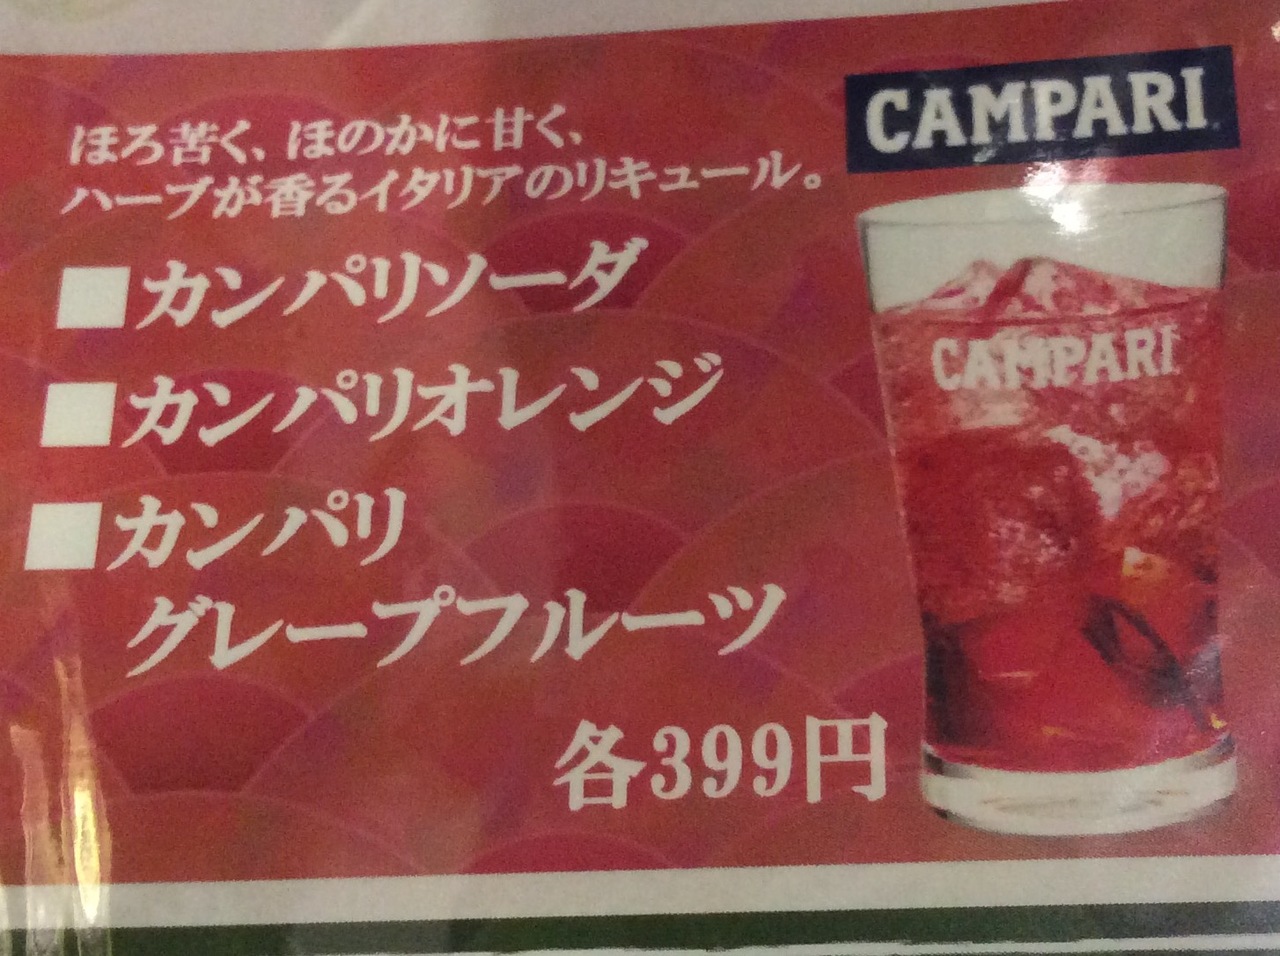 CAMPARI
ほろ苦く、ほのかに甘く、
ハーブが香るイタリアのリキュール。
■カンパリソーダ
■カンパリオレンジ
■カンパリ
グレープフルーツ
各399円
CAMPARI